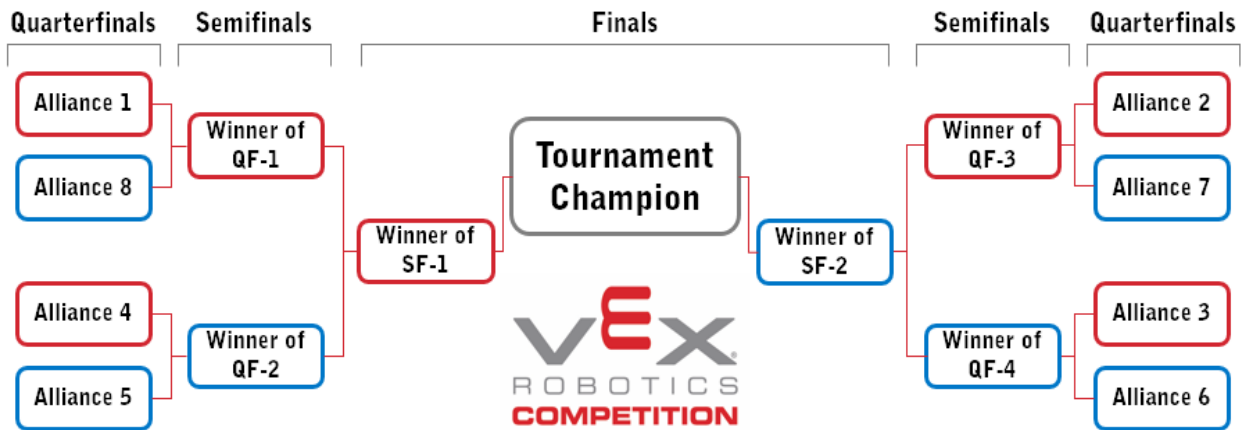 Quarterfinals
Semifinals
Finals
Semifinals
Quarterfinals
Alliance 1
Alliance 8
Alliance 4
Alliance 5
Winner of
QF-1
Winner of
QF-2
Winner of
SF-1
Tournament
Champion
Winner of
SF-2
Winner of
QF-3
Winner of
QF-4
Alliance 2
Alliance 7
Alliance 3
Alliance 6
VEX®
ROBOTICS
COMPETITION